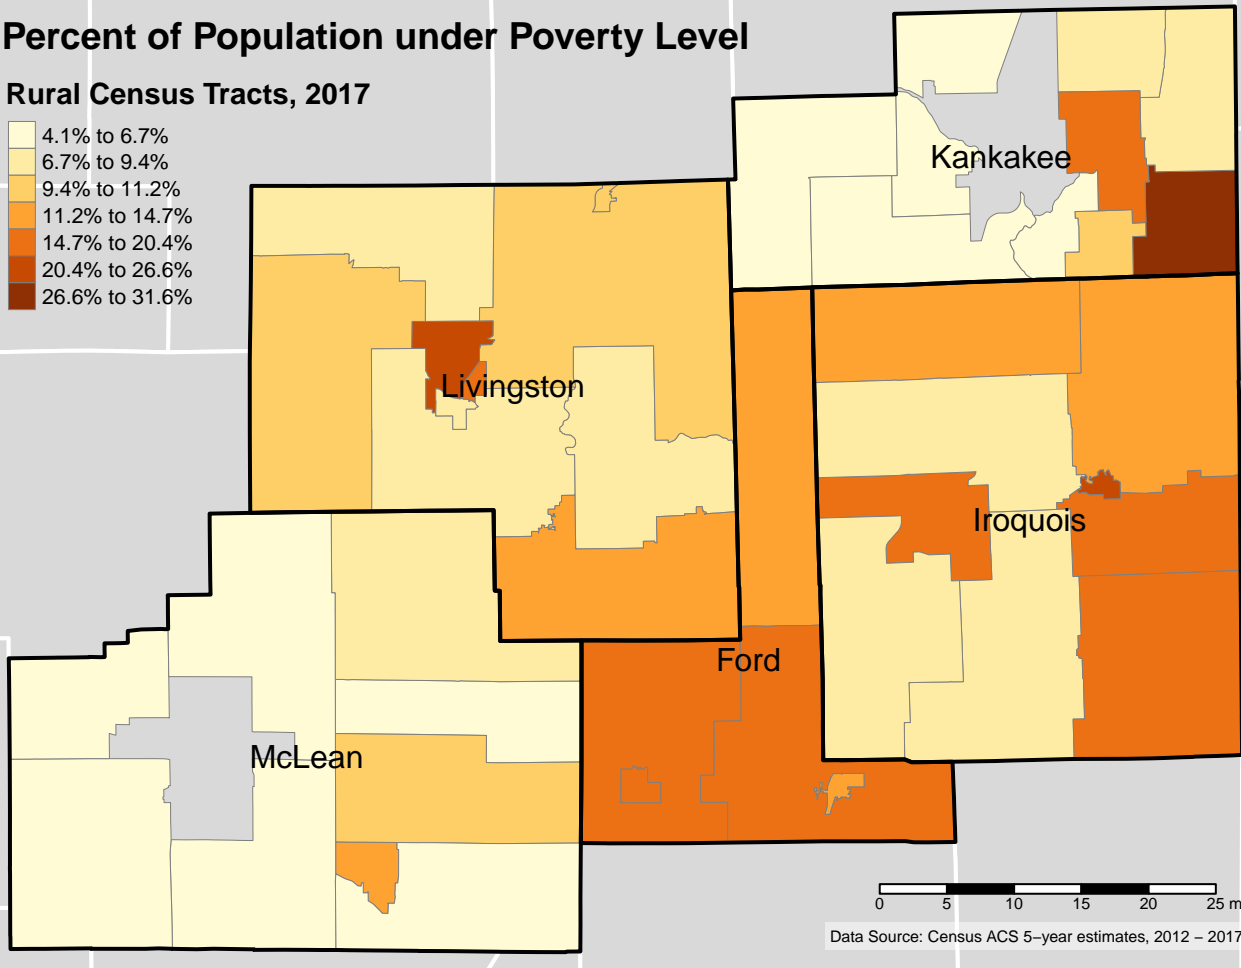 Percent of Population under Poverty Level
Rural Census Tracts, 2017
4.1% to 6.7%
6.7% to 9.4%
9.4% to 11.2%
11.2% to 14.7%
14.7% to 20.4%
20.4% to 26.6%
26.6% to 31.6%
Kankakee
Livingston
Iroquois
Ford
McLean
0 5 10 15 20 25 m
Data Source: Census ACS 5−year estimates, 2012 − 2017